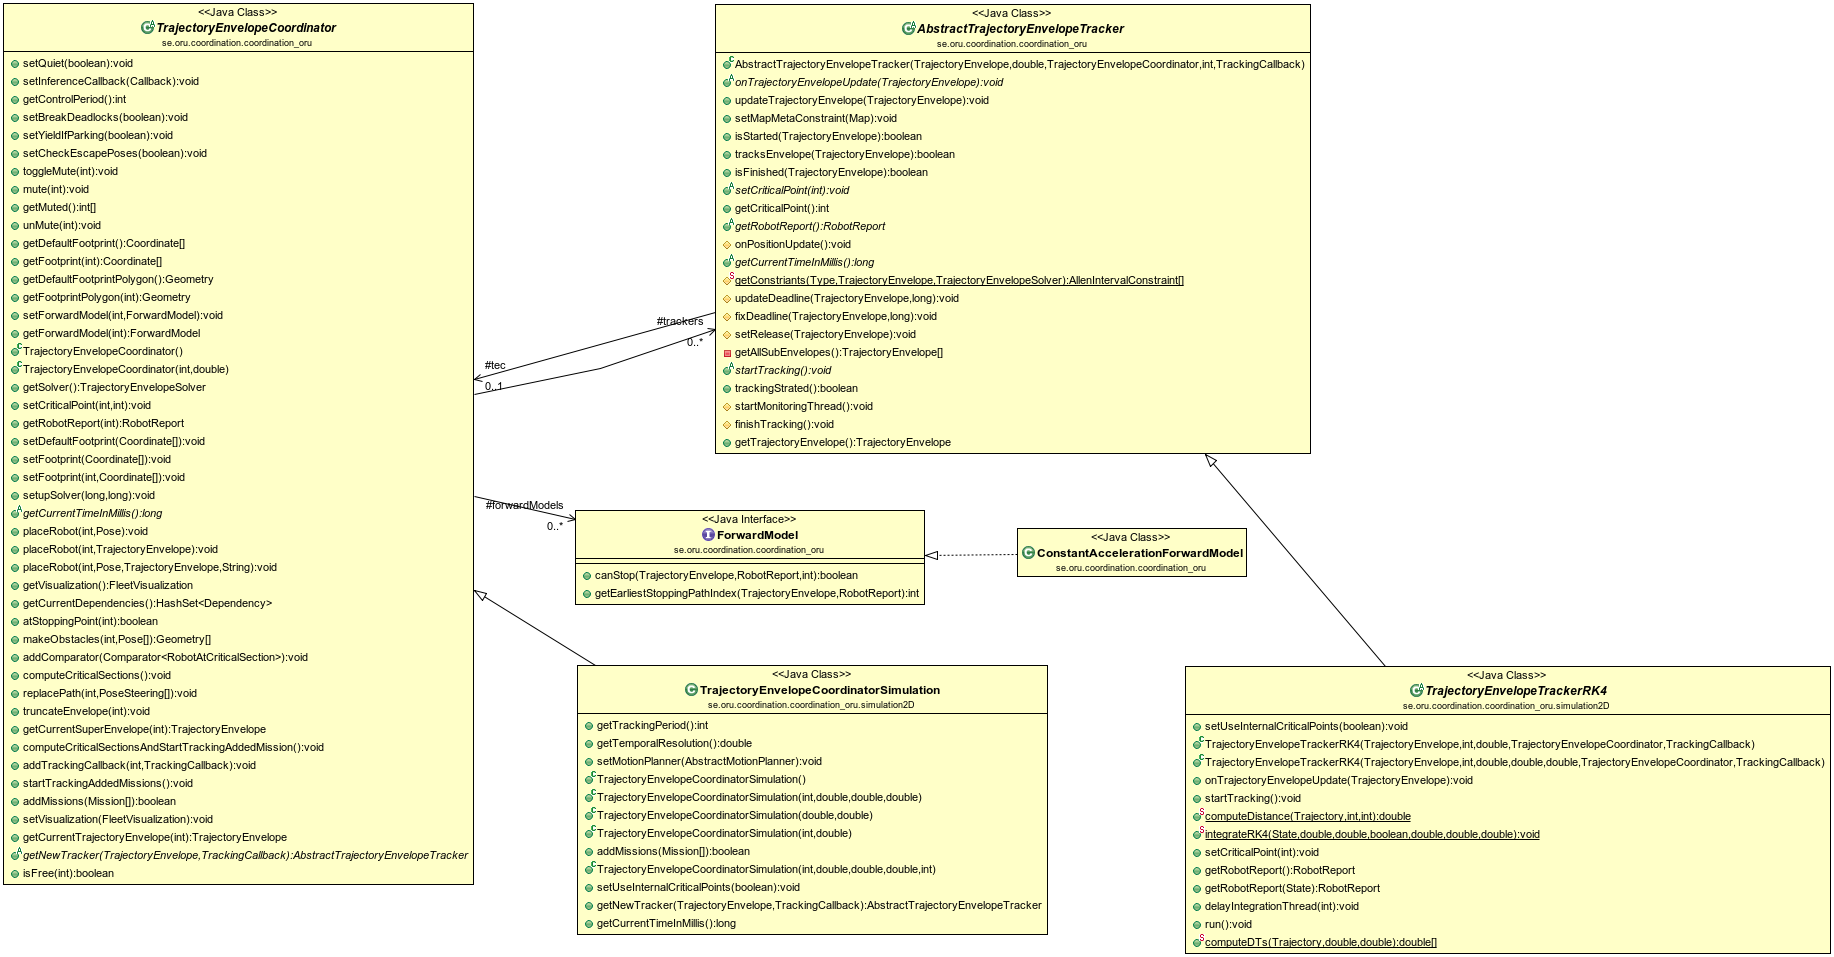 <<Java Class>>
TrajectoryEnvelopeCoordinator
se.oru.coordination.coordination_oru
setQuiet(boolean):void
setInferenceCallback(Callback):void
getControlPeriod():int
setBreakDeadlocks(boolean):void
setYieldIfParking(boolean):void
setCheckEscapePoses(boolean):void
toggleMute(int):void
mute(int):void
getMuted():int[]
unMute(int):void
getDefaultFootprint():Coordinate[]
getFootprint(int):Coordinate[]
getDefaultFootprintPolygon():Geometry
getFootprintPolygon(int):Geometry
setForwardModel(int,ForwardModel):void
getForwardModel(int):ForwardModel
TrajectoryEnvelopeCoordinator()
TrajectoryEnvelopeCoordinator(int,double)
getSolver():TrajectoryEnvelopeSolver
setCriticalPoint(int,int):void
getRobotReport(int):RobotReport
setDefaultFootprint(Coordinate[]):void
setFootprint(Coordinate[]):void
setFootprint(int,Coordinate[]):void
setupSolver(long,long):void
getCurrentTimeInMillis():long
placeRobot(int,Pose):void
placeRobot(int,TrajectoryEnvelope):void
placeRobot(int,Pose,TrajectoryEnvelope,String):void
getVisualization():FleetVisualization
getCurrentDependencies():HashSet<Dependency>
atStoppingPoint(int):boolean
makeObstacles(int,Pose[]):Geometry[]
addComparator(Comparator<RobotAtCriticalSection>):void
computeCriticalSections():void
replacePath(int,PoseSteering[]):void
truncateEnvelope(int):void
getCurrentSuperEnvelope(int):TrajectoryEnvelope
computeCriticalSectionsAndStartTrackingAddedMission():void
addTrackingCallback(int,TrackingCallback):void
startTrackingAddedMissions():void
addMissions(Mission[]):boolean
setVisualization(FleetVisualization):void
getCurrentTrajectoryEnvelope(int):TrajectoryEnvelope
getNewTracker(TrajectoryEnvelope,TrackingCallback):AbstractTrajectoryEnvelopeTracker
isFree(int):boolean
<<Java Class>>
AbstractTrajectoryEnvelopeTracker
se.oru.coordination.coordination_oru
AbstractTrajectoryEnvelopeTracker(TrajectoryEnvelope,double,TrajectoryEnvelopeCoordinator,int,TrackingCallback)
onTrajectoryEnvelopeUpdate(TrajectoryEnvelope):void
updateTrajectoryEnvelope(TrajectoryEnvelope):void
setMapMetaConstraint(Map):void
isStarted(TrajectoryEnvelope):boolean
tracksEnvelope(TrajectoryEnvelope):boolean
isFinished(TrajectoryEnvelope):boolean
setCriticalPoint(int):void
getCriticalPoint():int
getRobotReport():RobotReport
onPositionUpdate():void
getCurrentTimeInMillis():long
getConstriants(Type,TrajectoryEnvelope,TrajectoryEnvelopeSolver):AllenIntervalConstraint[]
updateDeadline(TrajectoryEnvelope,long):void
fixDeadline(TrajectoryEnvelope,long):void
setRelease(TrajectoryEnvelope):void
getAllSubEnvelopes():TrajectoryEnvelope[]
startTracking():void
trackingStrated():boolean
startMonitoringThread():void
finishTracking():void
getTrajectoryEnvelope():TrajectoryEnvelope
#trackers
0..*
#tec
0..1
#forwardModels
0..*
<<Java Interface>>
ForwardModel
se.oru.coordination.coordination_oru
canStop(TrajectoryEnvelope,RobotReport,int):boolean
getEarliestStoppingPathIndex(TrajectoryEnvelope,RobotReport):int
<<Java Class>>
ConstantAccelerationForwardModel
se.oru.coordination.coordination_oru
<<Java Class>>
TrajectoryEnvelopeCoordinatorSimulation
se.oru.coordination.coordination_oru.simulation2D
getTrackingPeriod():int
getTemporalResolution():double
setMotionPlanner(AbstractMotionPlanner):void
TrajectoryEnvelopeCoordinatorSimulation()
TrajectoryEnvelopeCoordinatorSimulation(int,double,double,double)
TrajectoryEnvelopeCoordinatorSimulation(double,double)
TrajectoryEnvelopeCoordinatorSimulation(int,double)
addMissions(Mission[]):boolean
TrajectoryEnvelopeCoordinatorSimulation(int,double,double,double,int)
setUseInternalCriticalPoints(boolean):void
getNewTracker(TrajectoryEnvelope,TrackingCallback):AbstractTrajectoryEnvelopeTracker
getCurrentTimeInMillis():long
<<Java Class>>
TrajectoryEnvelopeTrackerRK4
se.oru.coordination.coordination_oru.simulation2D
setUseInternalCriticalPoints(boolean):void
TrajectoryEnvelopeTrackerRK4(TrajectoryEnvelope,int,double,TrajectoryEnvelopeCoordinator,TrackingCallback)
TrajectoryEnvelopeTrackerRK4(TrajectoryEnvelope,int,double,double,double,TrajectoryEnvelopeCoordinator,TrackingCallback)
onTrajectoryEnvelopeUpdate(TrajectoryEnvelope):void
startTracking():void
computeDistance(Trajectory,int,int):double
integrateRK4(State,double,double,boolean,double,double,double):void
setCriticalPoint(int):void
getRobotReport():RobotReport
getRobotReport(State):RobotReport
delayIntegrationThread(int):void
run():void
computeDTs(Trajectory,double,double):double[]